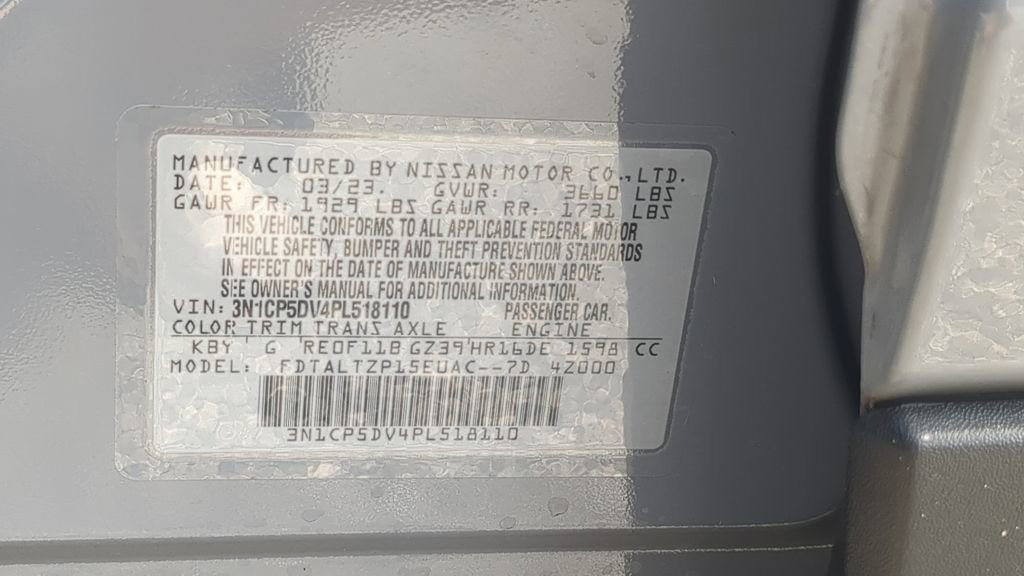 MANUFACTURED BY NISSAN MOTOR CO., LTD.
DATE: 03/23. GVWR: 3660 LBS
GAWR FR: 1929 LBS GAWR RR: 1731 LBS
THIS VEHICLE CONFORMS TO ALL APPLICABLE FEDERAL MOTOR
VEHICLE SAFETY, BUMPER AND THEFT PREVENTION STANDARDS
IN EFFECT ON THE DATE OF MANUFACTURE SHOWN ABOVE.
SEE OWNER'S MANUAL FOR ADDITIONAL INFORMATION.
VIN: 3N1CP5DV4PL518110 PASSENGER CAR.
COLOR TRIM TRANS AXLE ENGINE
KBY G RE0F11B GZ39 HR16DE 1598 CC
MODEL: FDTALTZP15EUAC--7D 4Z000
3N1CP5DV4PL518110